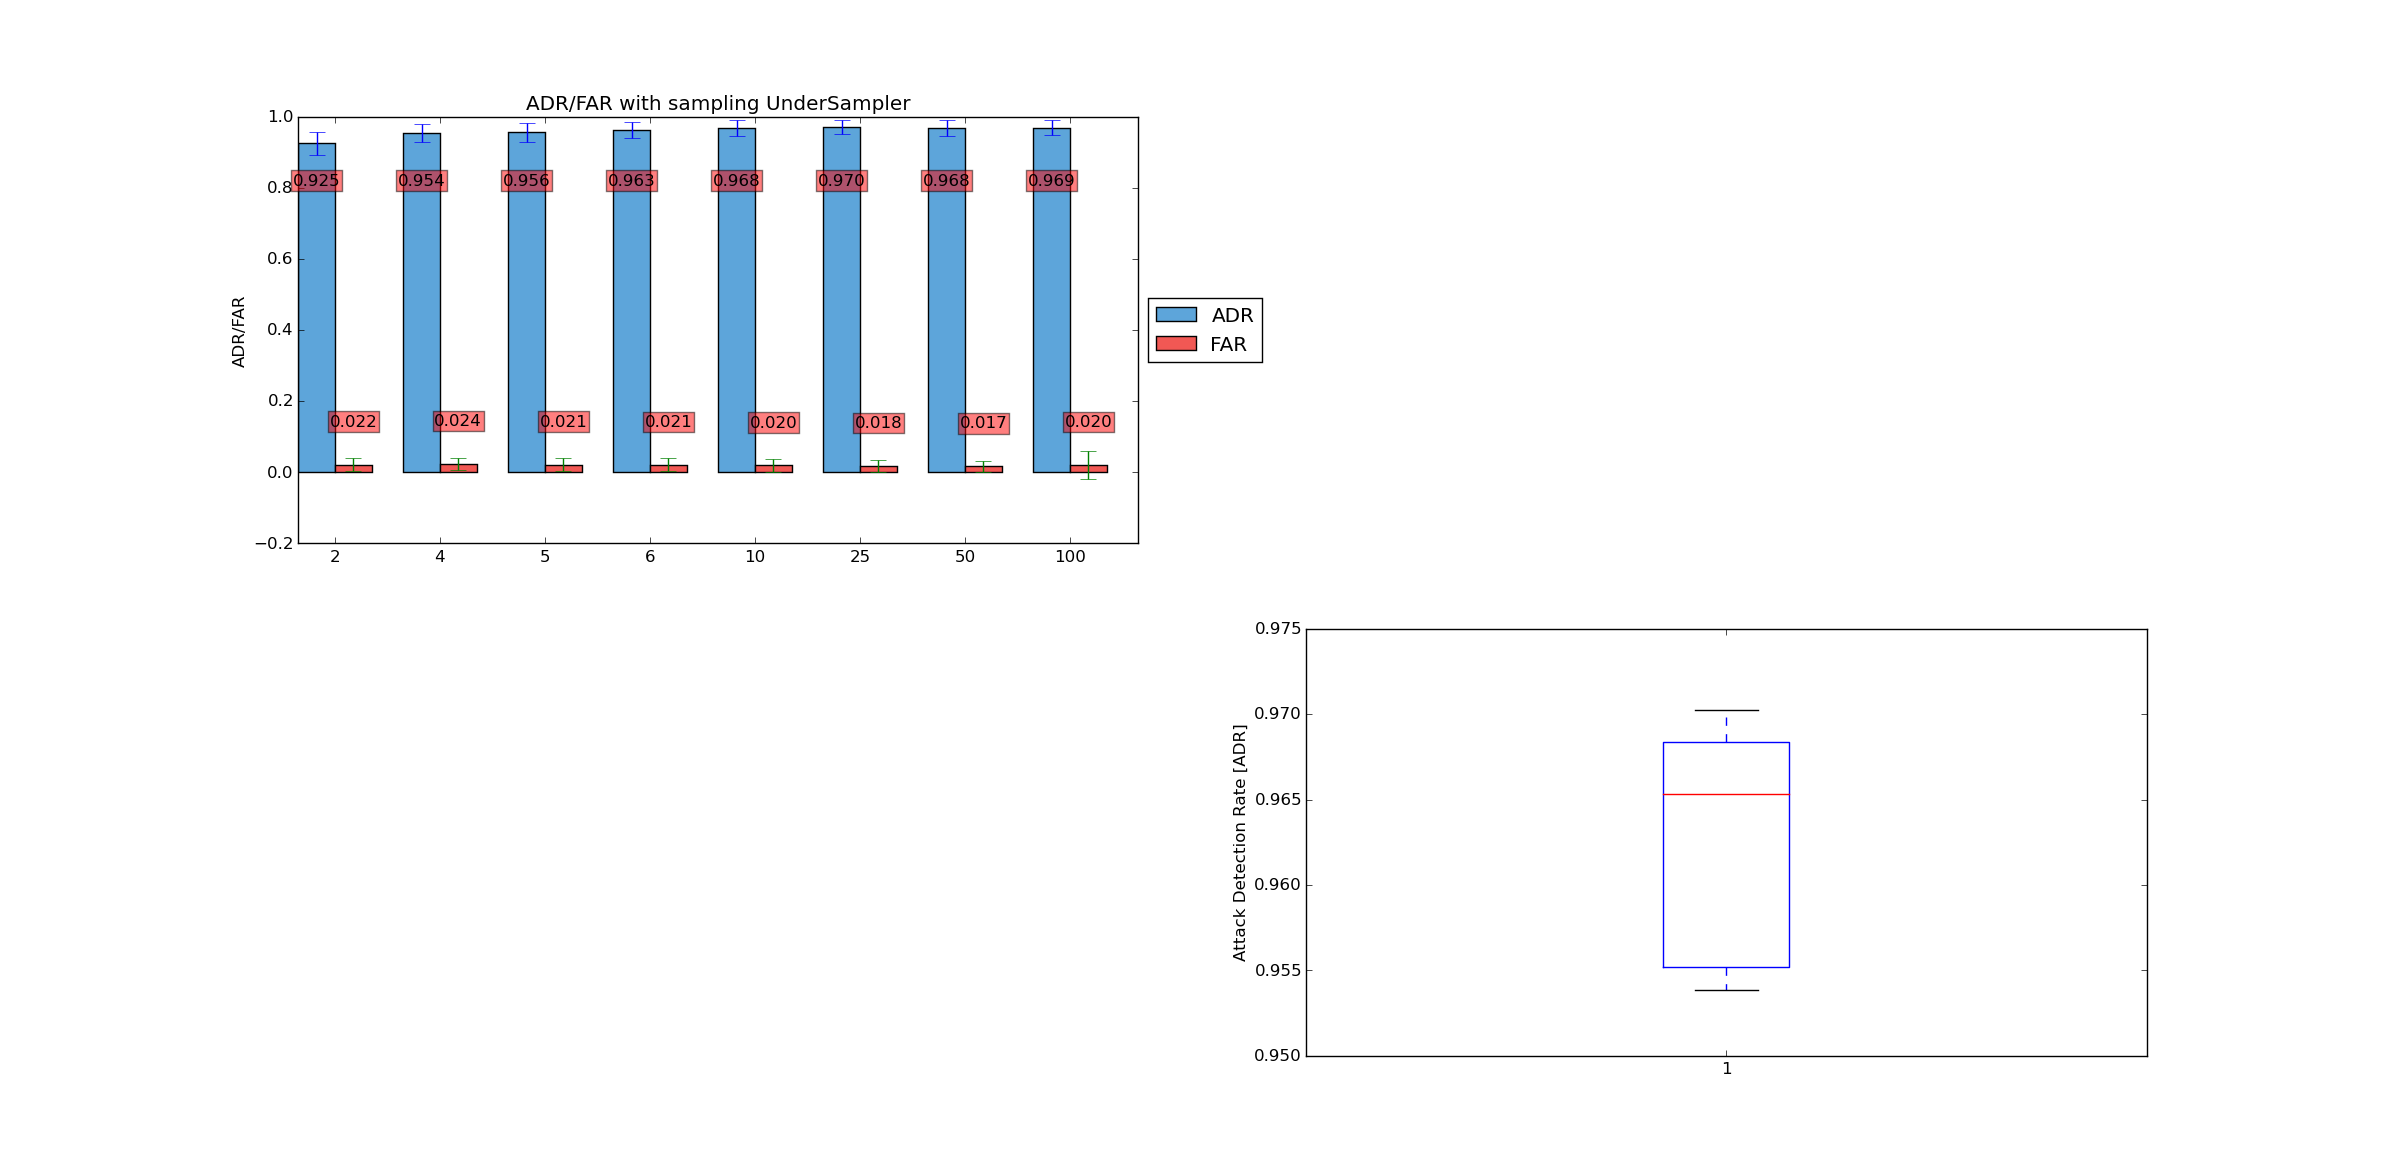 ADR/FAR with sampling UnderSampler
1.0
0.8
0.6
0.4
0.2
0.0
−0.2
ADR/FAR
0.925 0.954 0.956 0.963 0.968 0.970 0.968 0.969
0.022 0.024 0.021 0.021 0.020 0.018 0.017 0.020
2 4 5 6 10 25 50 100
ADR
FAR
0.975
0.970
0.965
0.960
0.955
0.950
Attack Detection Rate [ADR]
1